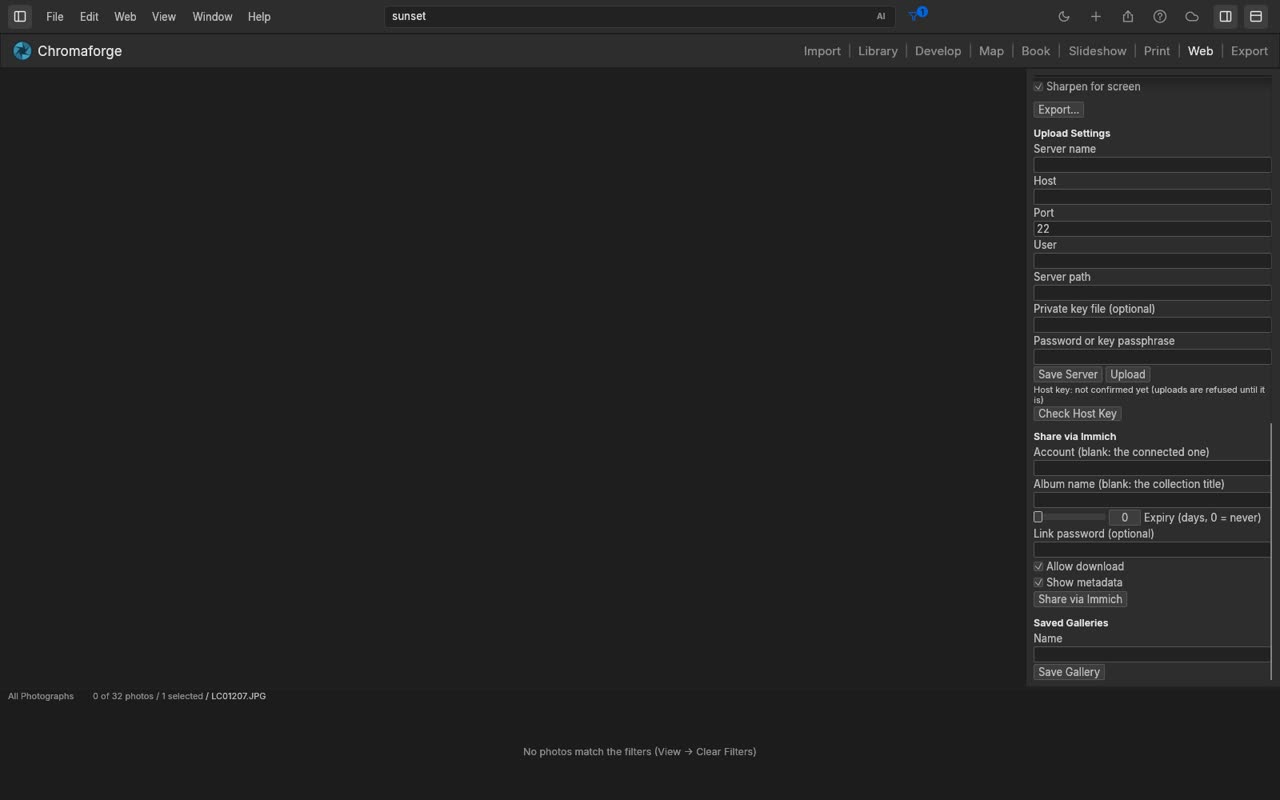 File Edit Web View Window Help
sunset AI
1
Chromaforge
Import Library Develop Map Book Slideshow Print Web Export
Sharpen for screen
Export...
Upload Settings
Server name
Host
Port
22
User
Server path
Private key file (optional)
Password or key passphrase
Save Server Upload
Host key: not confirmed yet (uploads are refused until it
is)
Check Host Key
Share via Immich
Account (blank: the connected one)
Album name (blank: the collection title)
0 Expiry (days, 0 = never)
Link password (optional)
Allow download
Show metadata
Share via Immich
Saved Galleries
Name
Save Gallery
All Photographs 0 of 32 photos / 1 selected / LC01207.JPG
No photos match the filters (View → Clear Filters)